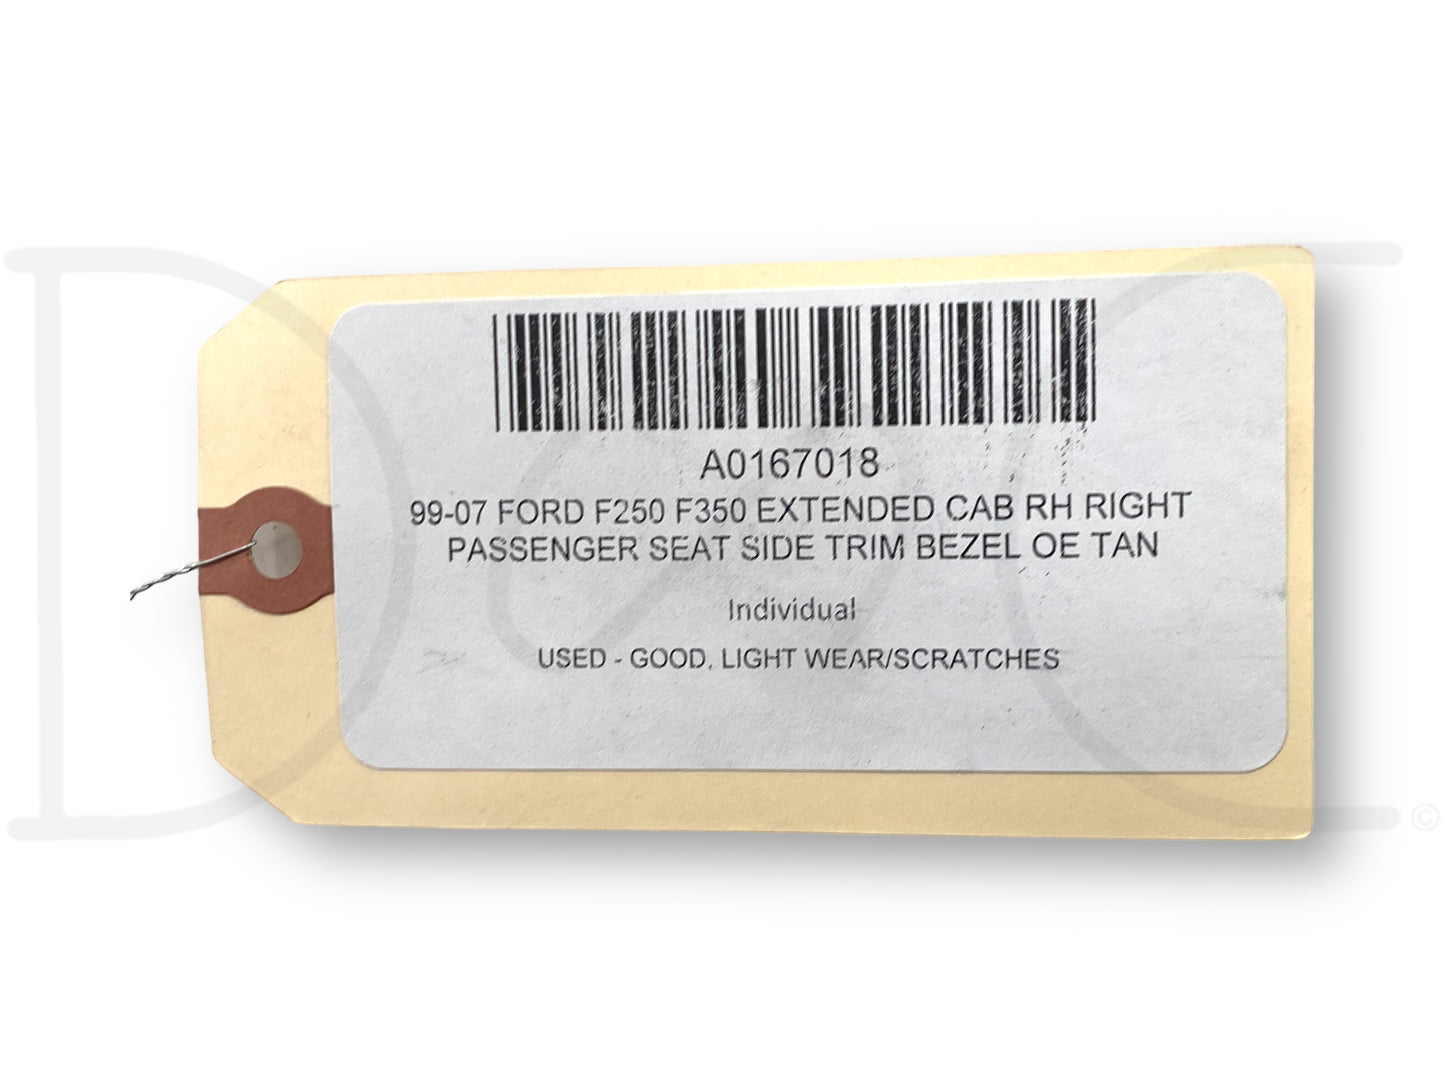 A0167018
99-07 FORD F250 F350 EXTENDED CAB RH RIGHT
PASSENGER SEAT SIDE TRIM BEZEL OE TAN
Individual
USED - GOOD, LIGHT WEAR/SCRATCHES
©